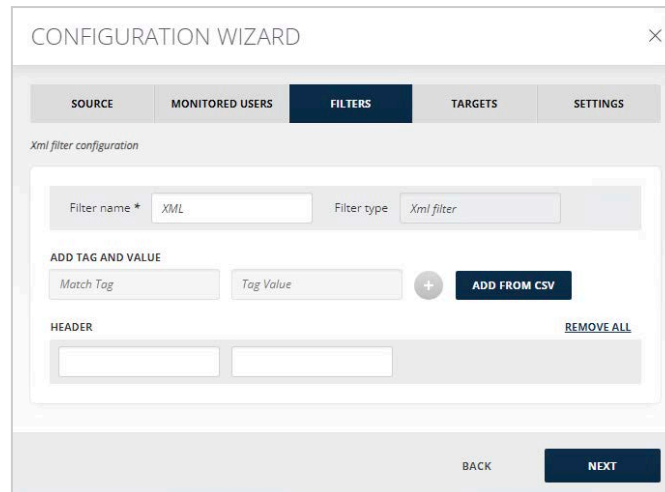 CONFIGURATION WIZARD
SOURCE MONITORED USERS FILTERS TARGETS SETTINGS
Xml filter configuration
Filter name * XML Filter type Xml filter
ADD TAG AND VALUE
Match Tag Tag Value + ADD FROM CSV
HEADER REMOVE ALL
BACK NEXT